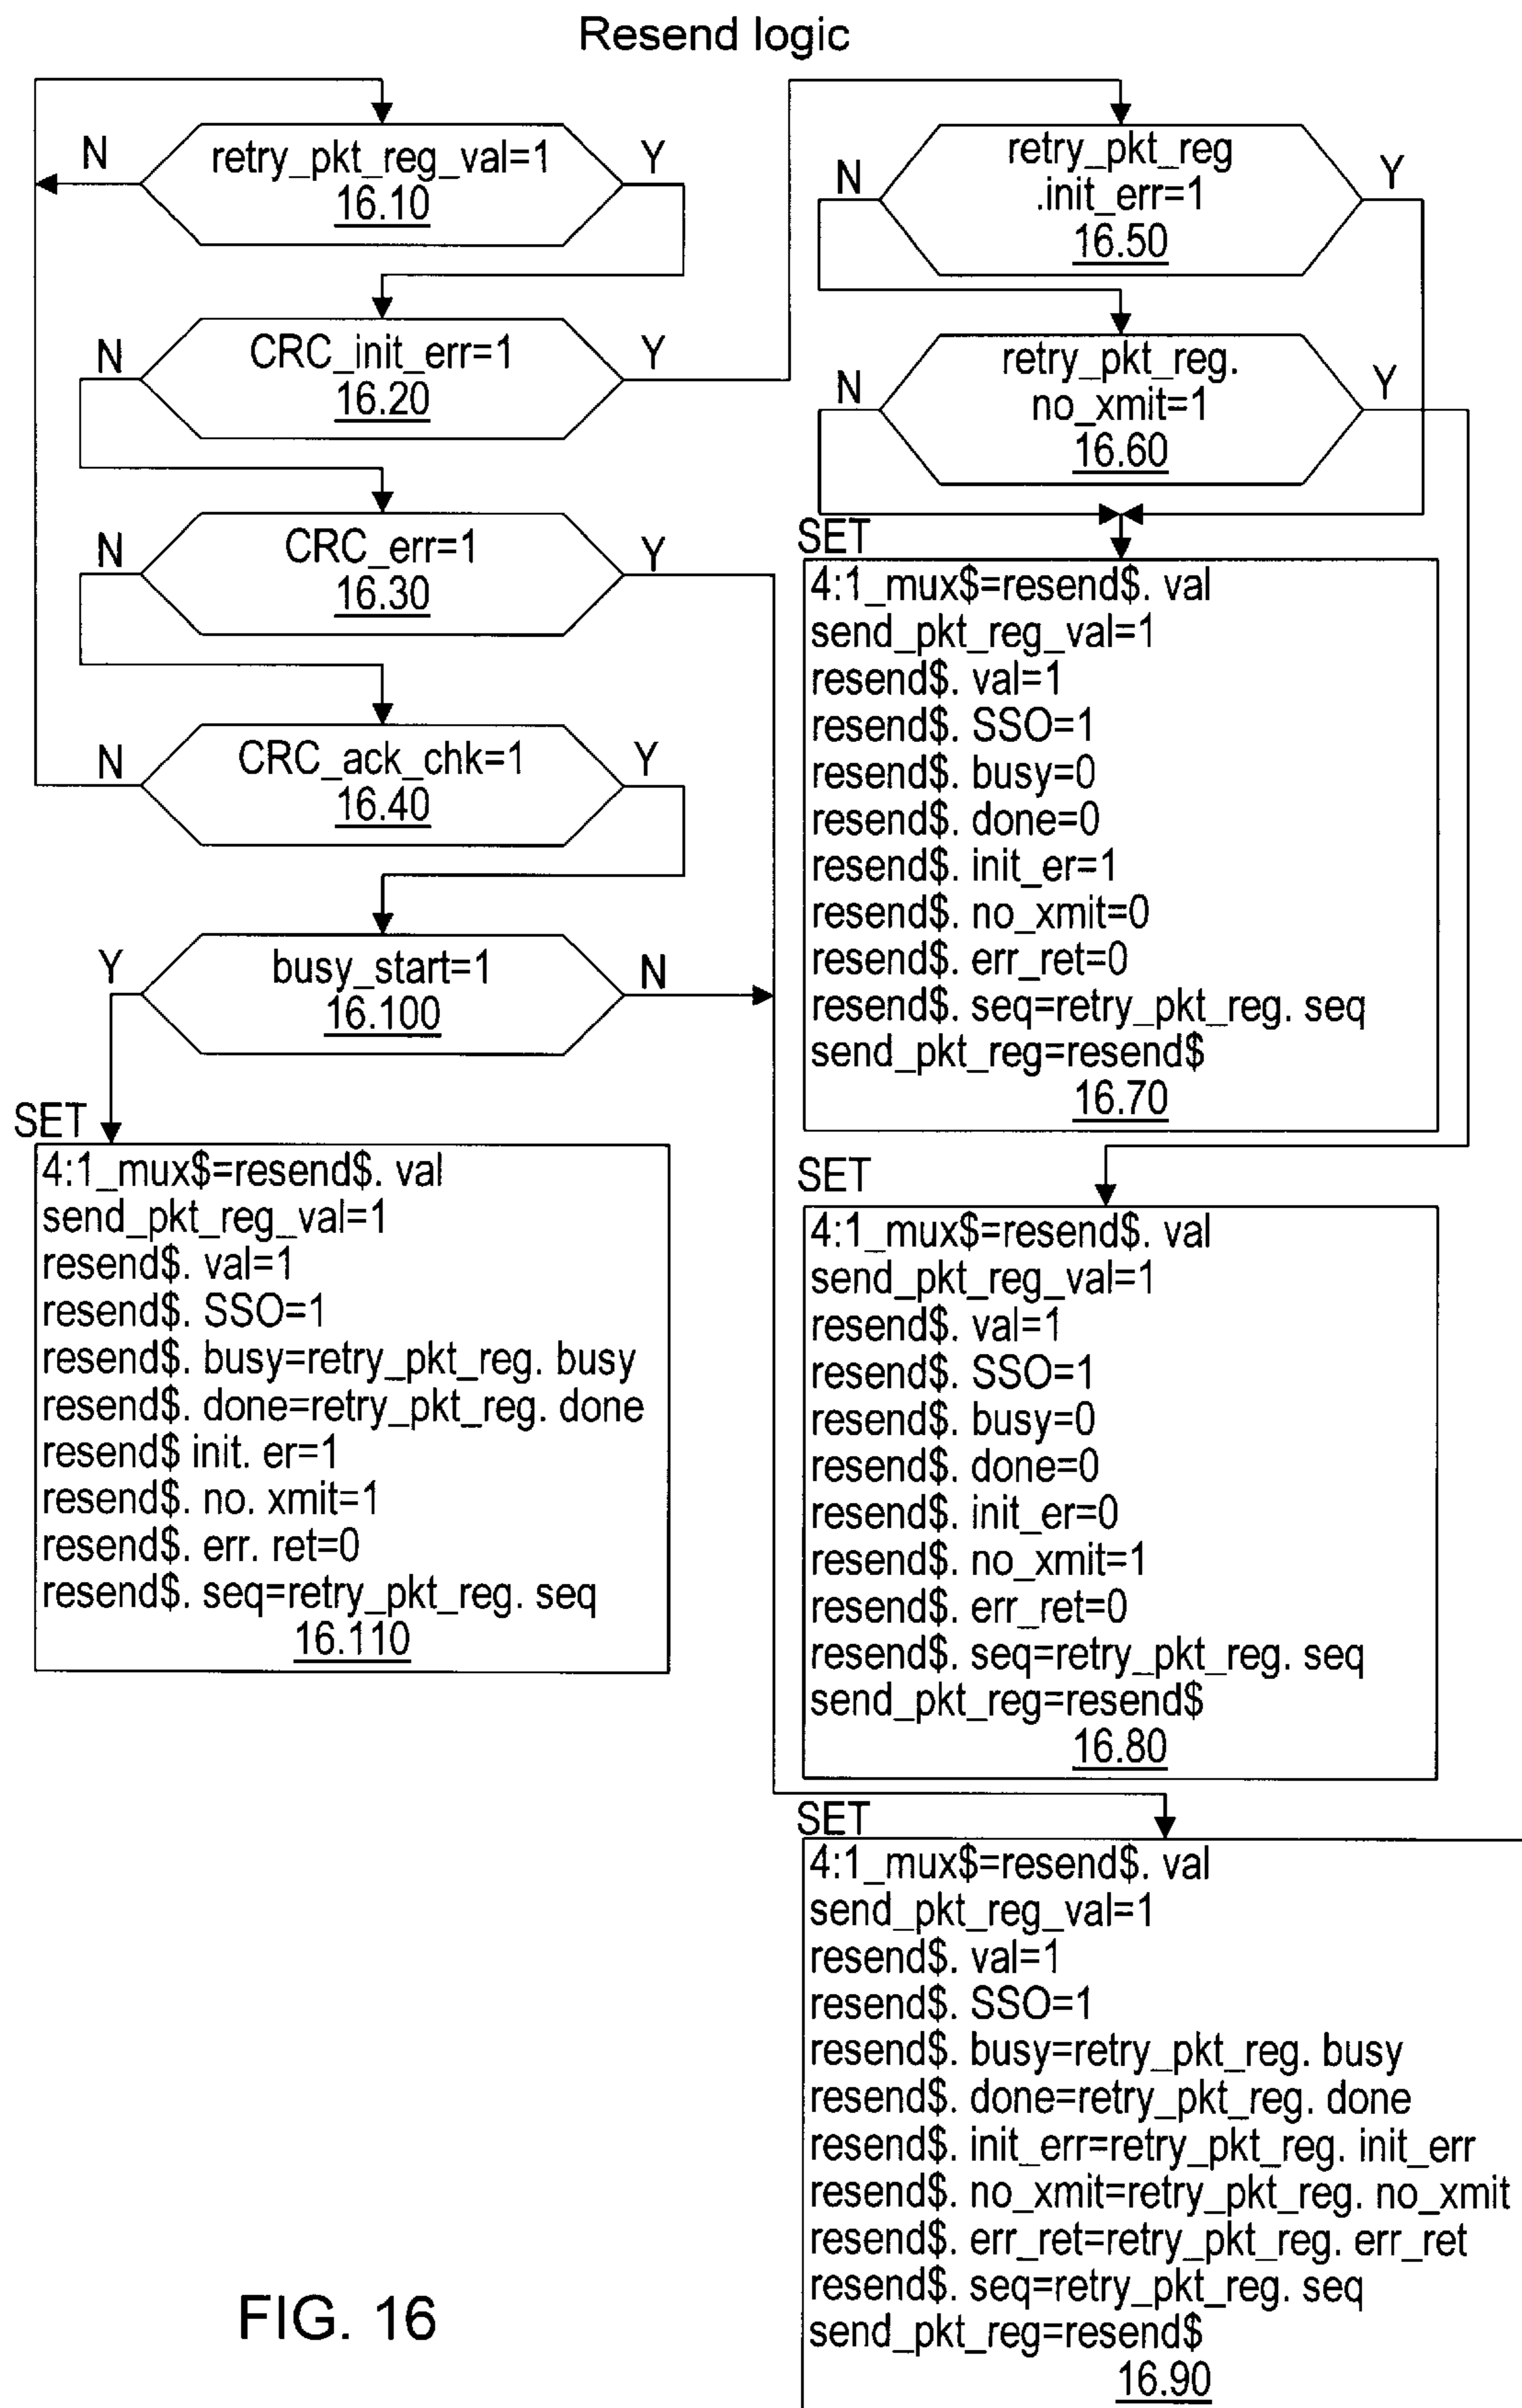 Resend logic
N
retry_pkt_reg_val=1
Y
16.10
N
CRC_init_err=1
Y
16.20
N
CRC_err=1
Y
16.30
N
CRC_ack_chk=1
Y
16.40
Y
busy_start=1
N
16.100
SET
4:1_mux$=resend$. val
send_pkt_reg_val=1
resend$. val=1
resend$. SSO=1
resend$. busy=retry_pkt_reg. busy
resend$. done=retry_pkt_reg. done
resend$ init. er=1
resend$. no. xmit=1
resend$. err. ret=0
resend$. seq=retry_pkt_reg. seq
16.110
N
retry_pkt_reg
.init_err=1
Y
16.50
N
retry_pkt_reg.
no_xmit=1
Y
16.60
SET
4:1_mux$=resend$. val
send_pkt_reg_val=1
resend$. val=1
resend$. SSO=1
resend$. busy=0
resend$. done=0
resend$. init_er=1
resend$. no_xmit=0
resend$. err_ret=0
resend$. seq=retry_pkt_reg. seq
send_pkt_reg=resend$
16.70
SET
4:1_mux$=resend$. val
send_pkt_reg_val=1
resend$. val=1
resend$. SSO=1
resend$. busy=0
resend$. done=0
resend$. init_er=0
resend$. no_xmit=1
resend$. err_ret=0
resend$. seq=retry_pkt_reg. seq
send_pkt_reg=resend$
16.80
SET
4:1_mux$=resend$. val
send_pkt_reg_val=1
resend$. val=1
resend$. SSO=1
resend$. busy=retry_pkt_reg. busy
resend$. done=retry_pkt_reg. done
resend$. init_err=retry_pkt_reg. init_err
resend$. no_xmit=retry_pkt_reg. no_xmit
resend$. err_ret=retry_pkt_reg. err_ret
resend$. seq=retry_pkt_reg. seq
send_pkt_reg=resend$
16.90
FIG. 16